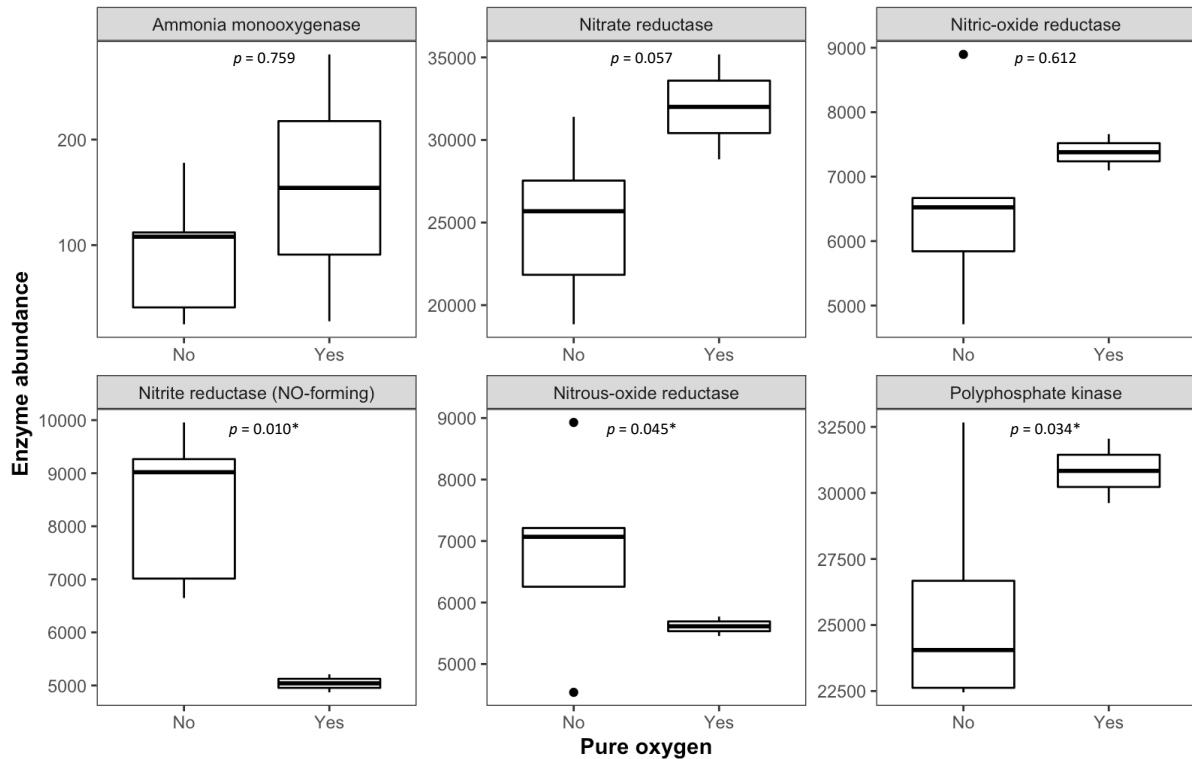 Ammonia monooxygenase
p = 0.759
200
100
No
Yes
Nitrate reductase
p = 0.057
35000
30000
25000
20000
No
Yes
Nitric-oxide reductase
p = 0.612
9000
8000
7000
6000
5000
No
Yes
Enzyme abundance
Nitrite reductase (NO-forming)
p = 0.010*
10000
9000
8000
7000
6000
5000
No
Yes
Nitrous-oxide reductase
p = 0.045*
9000
8000
7000
6000
5000
No
Yes
Polyphosphate kinase
p = 0.034*
32500
30000
27500
25000
22500
No
Yes
Pure oxygen